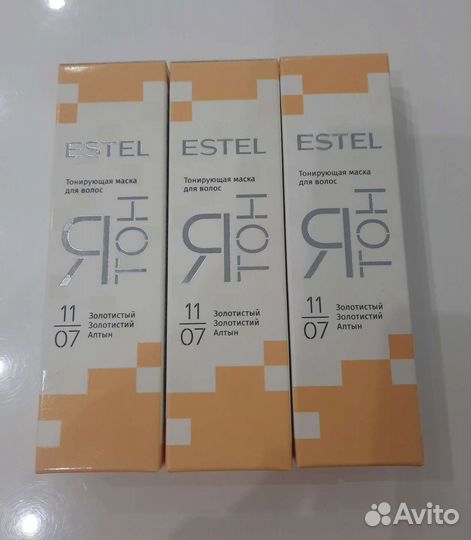 ESTEL
Тонирующая маска
для волос
Я ТОН
11
07
Золотистый
Золотистий
Алтын
ESTEL
Тонирующая маска
для волос
Я ТОН
11
07
Золотистый
Золотистий
Алтын
ESTEL
Тонирующая маска
для волос
Я ТОН
11
07
Золотистый
Золотистий
Алтын
Avito